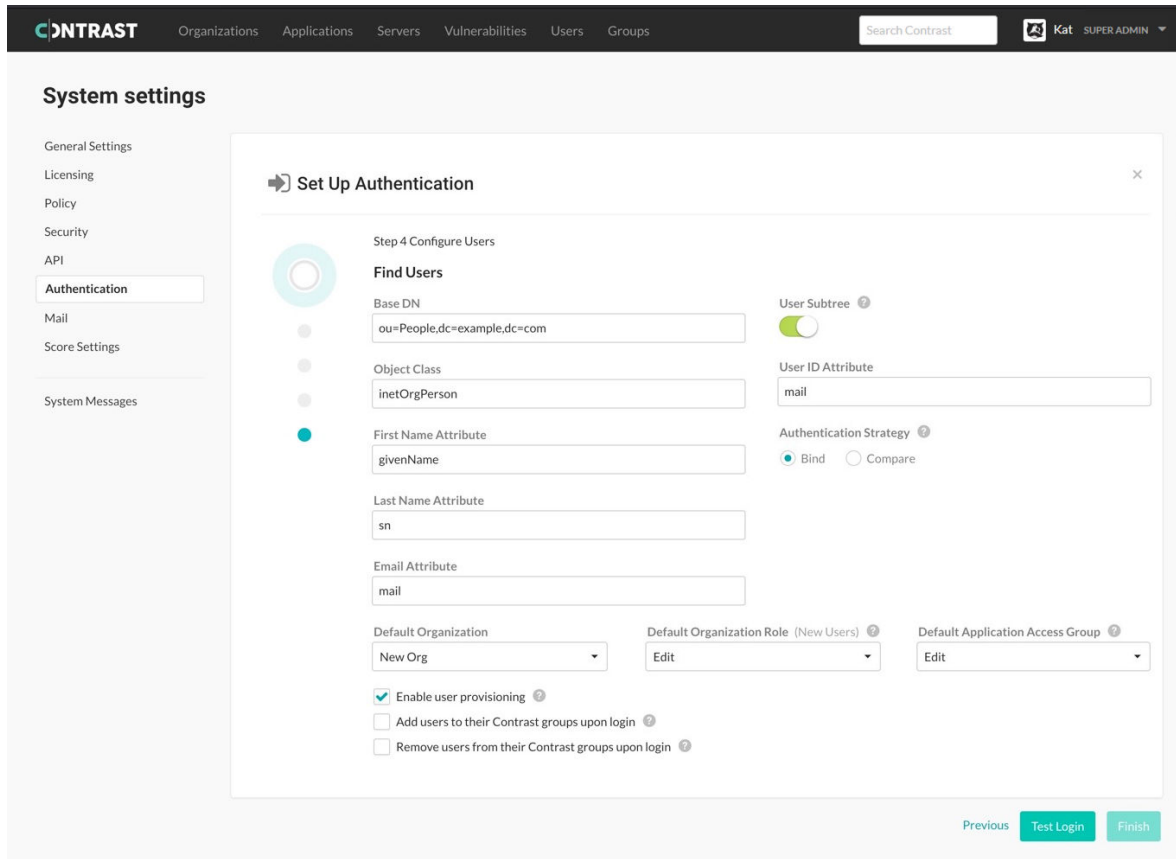 CONTRAST Organizations Applications Servers Vulnerabilities Users Groups Search Contrast Kat SUPER ADMIN
System settings
General Settings
Licensing
Policy
Security
API
Authentication
Mail
Score Settings
System Messages
Set Up Authentication
Step 4 Configure Users
Find Users
Base DN
ou=People,dc=example,dc=com
User Subtree
Object Class
inetOrgPerson
User ID Attribute
mail
First Name Attribute
givenName
Authentication Strategy
Bind Compare
Last Name Attribute
sn
Email Attribute
mail
Default Organization
New Org
Default Organization Role (New Users)
Edit
Default Application Access Group
Edit
Enable user provisioning
Add users to their Contrast groups upon login
Remove users from their Contrast groups upon login
Previous Test Login Finish